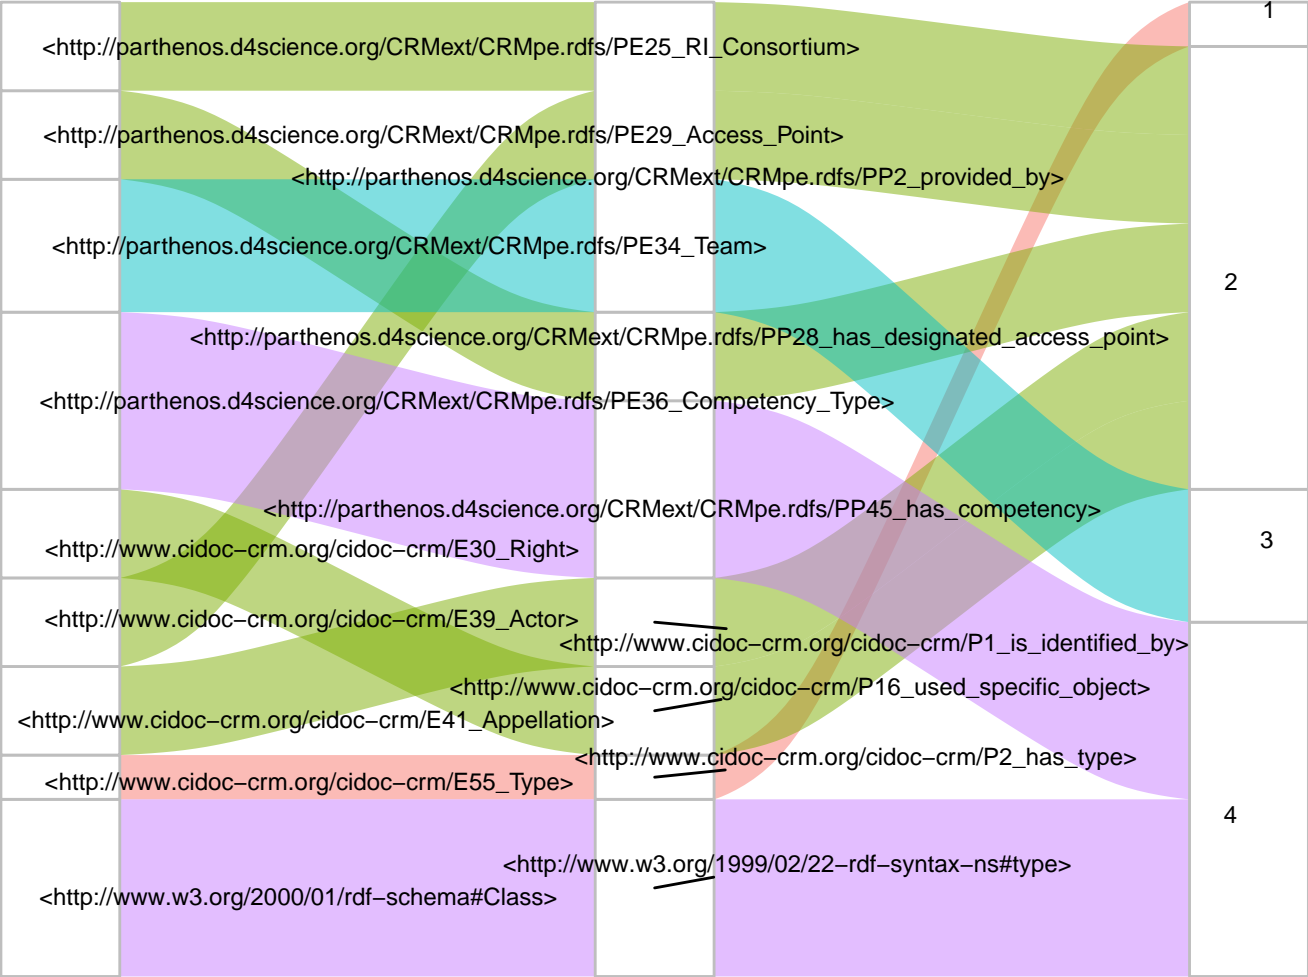 1
<http://parthenos.d4science.org/CRMext/CRMpe.rdfs/PE25_RI_Consortium>
<http://parthenos.d4science.org/CRMext/CRMpe.rdfs/PE29_Access_Point>
<http://parthenos.d4science.org/CRMext/CRMpe.rdfs/PP2_provided_by>
<http://parthenos.d4science.org/CRMext/CRMpe.rdfs/PE34_Team>
2
<http://parthenos.d4science.org/CRMext/CRMpe.rdfs/PP28_has_designated_access_point>
<http://parthenos.d4science.org/CRMext/CRMpe.rdfs/PE36_Competency_Type>
<http://parthenos.d4science.org/CRMext/CRMpe.rdfs/PP45_has_competency>
3
<http://www.cidoc−crm.org/cidoc−crm/E30_Right>
<http://www.cidoc−crm.org/cidoc−crm/E39_Actor>
<http://www.cidoc−crm.org/cidoc−crm/P1_is_identified_by>
<http://www.cidoc−crm.org/cidoc−crm/P16_used_specific_object>
<http://www.cidoc−crm.org/cidoc−crm/E41_Appellation>
<http://www.cidoc−crm.org/cidoc−crm/P2_has_type>
<http://www.cidoc−crm.org/cidoc−crm/E55_Type>
4
<http://www.w3.org/1999/02/22−rdf−syntax−ns#type>
<http://www.w3.org/2000/01/rdf−schema#Class>